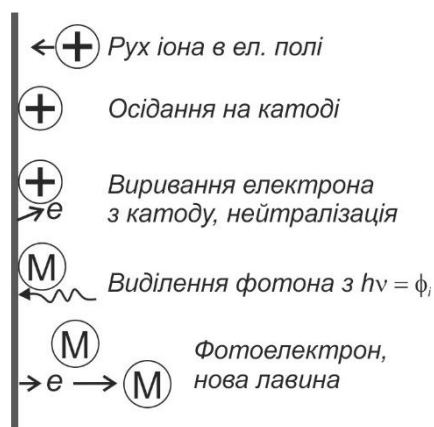 + Рух іона в ел. полі
+ Осідання на катоді
+ Виривання електрона
e з катоду, нейтралізація
M Виділення фотона з hν = ϕᵢ
M Фотоелектрон,
e M нова лавина